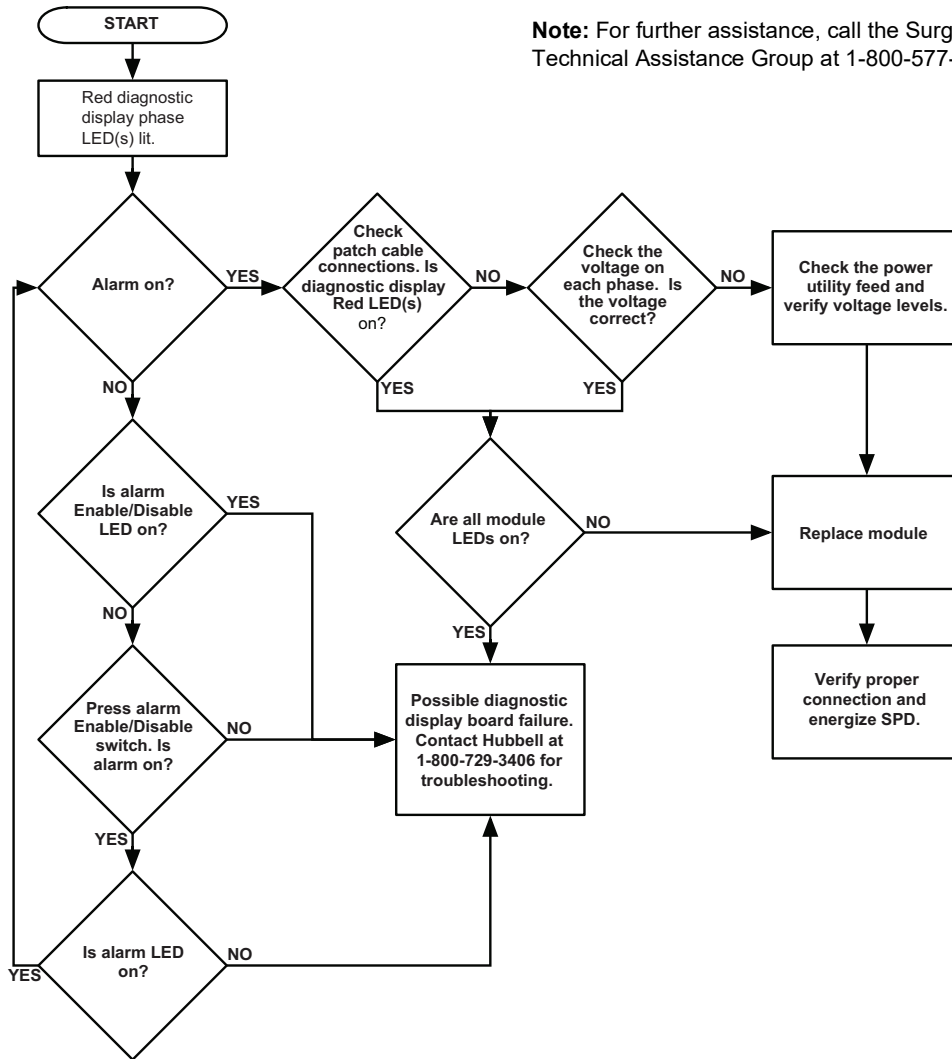 START
Note: For further assistance, call the Surg
Technical Assistance Group at 1-800-577-
Red diagnostic
display phase
LED(s) lit.
Alarm on?
YES
Check
patch cable
connections. Is
diagnostic display
Red LED(s)
on?
NO
Check the
voltage on
each phase. Is
the voltage
correct?
NO
Check the power
utility feed and
verify voltage levels.
NO
YES
YES
Is alarm
Enable/Disable
LED on?
YES
Are all module
LEDs on?
NO
Replace module
NO
YES
Press alarm
Enable/Disable
switch. Is
alarm on?
NO
Possible diagnostic
display board failure.
Contact Hubbell at
1-800-729-3406 for
troubleshooting.
Verify proper
connection and
energize SPD.
YES
Is alarm LED
on?
NO
YES